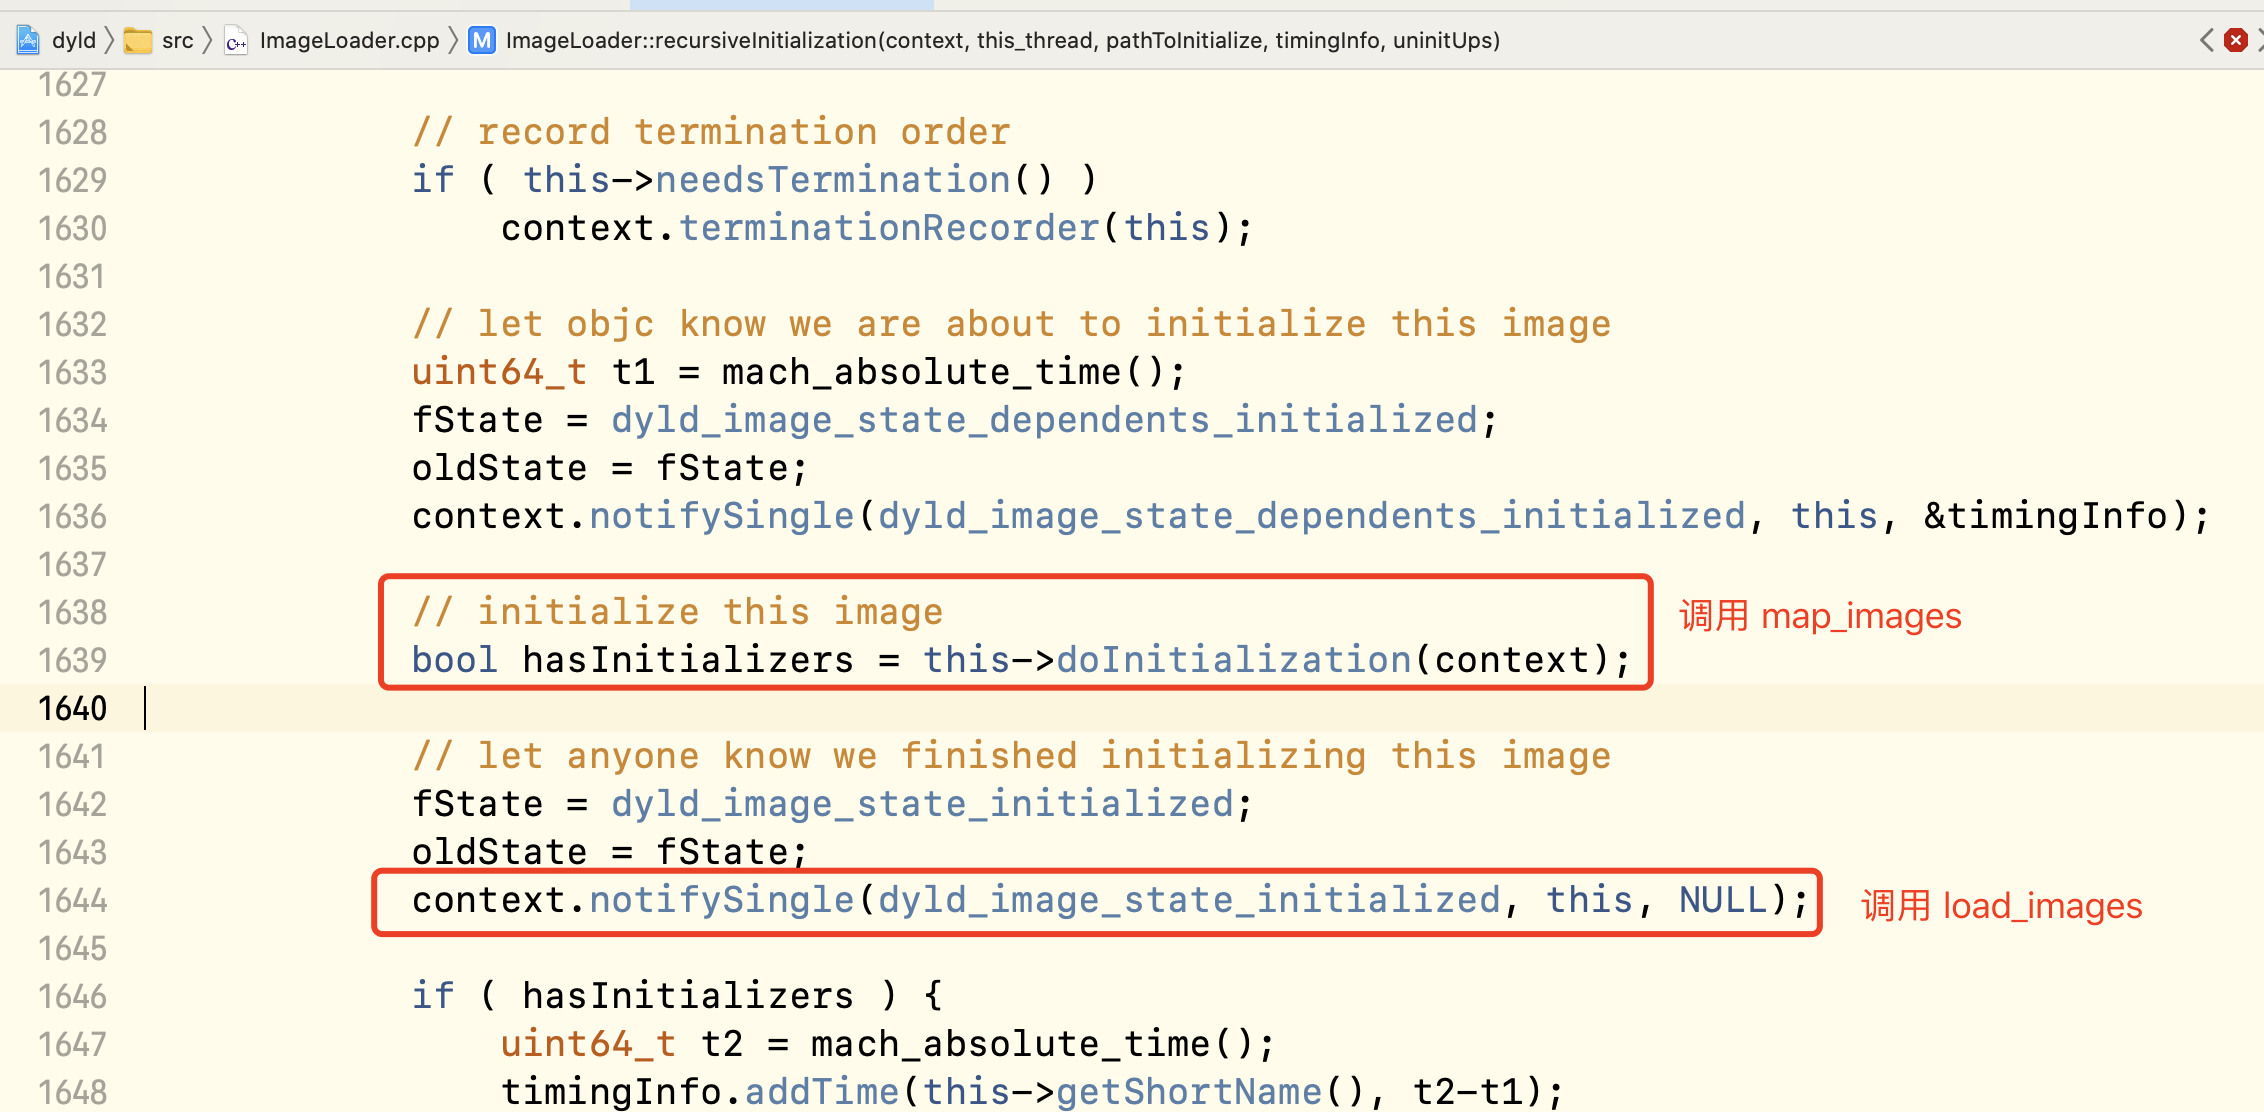 dyld 〉 src 〉 ImageLoader.cpp 〉 M ImageLoader::recursiveInitialization(context, this_thread, pathToInitialize, timingInfo, uninitUps)
1627
1628 // record termination order
1629 if ( this->needsTermination() )
1630 context.terminationRecorder(this);
1631
1632 // let objc know we are about to initialize this image
1633 uint64_t t1 = mach_absolute_time();
1634 fState = dyld_image_state_dependents_initialized;
1635 oldState = fState;
1636 context.notifySingle(dyld_image_state_dependents_initialized, this, &timingInfo);
1637
1638 // initialize this image 调用 map_images
1639 bool hasInitializers = this->doInitialization(context);
1640
1641 // let anyone know we finished initializing this image
1642 fState = dyld_image_state_initialized;
1643 oldState = fState;
1644 context.notifySingle(dyld_image_state_initialized, this, NULL); 调用 load_images
1645
1646 if ( hasInitializers ) {
1647 uint64_t t2 = mach_absolute_time();
1648 timingInfo.addTime(this->getShortName(), t2-t1);